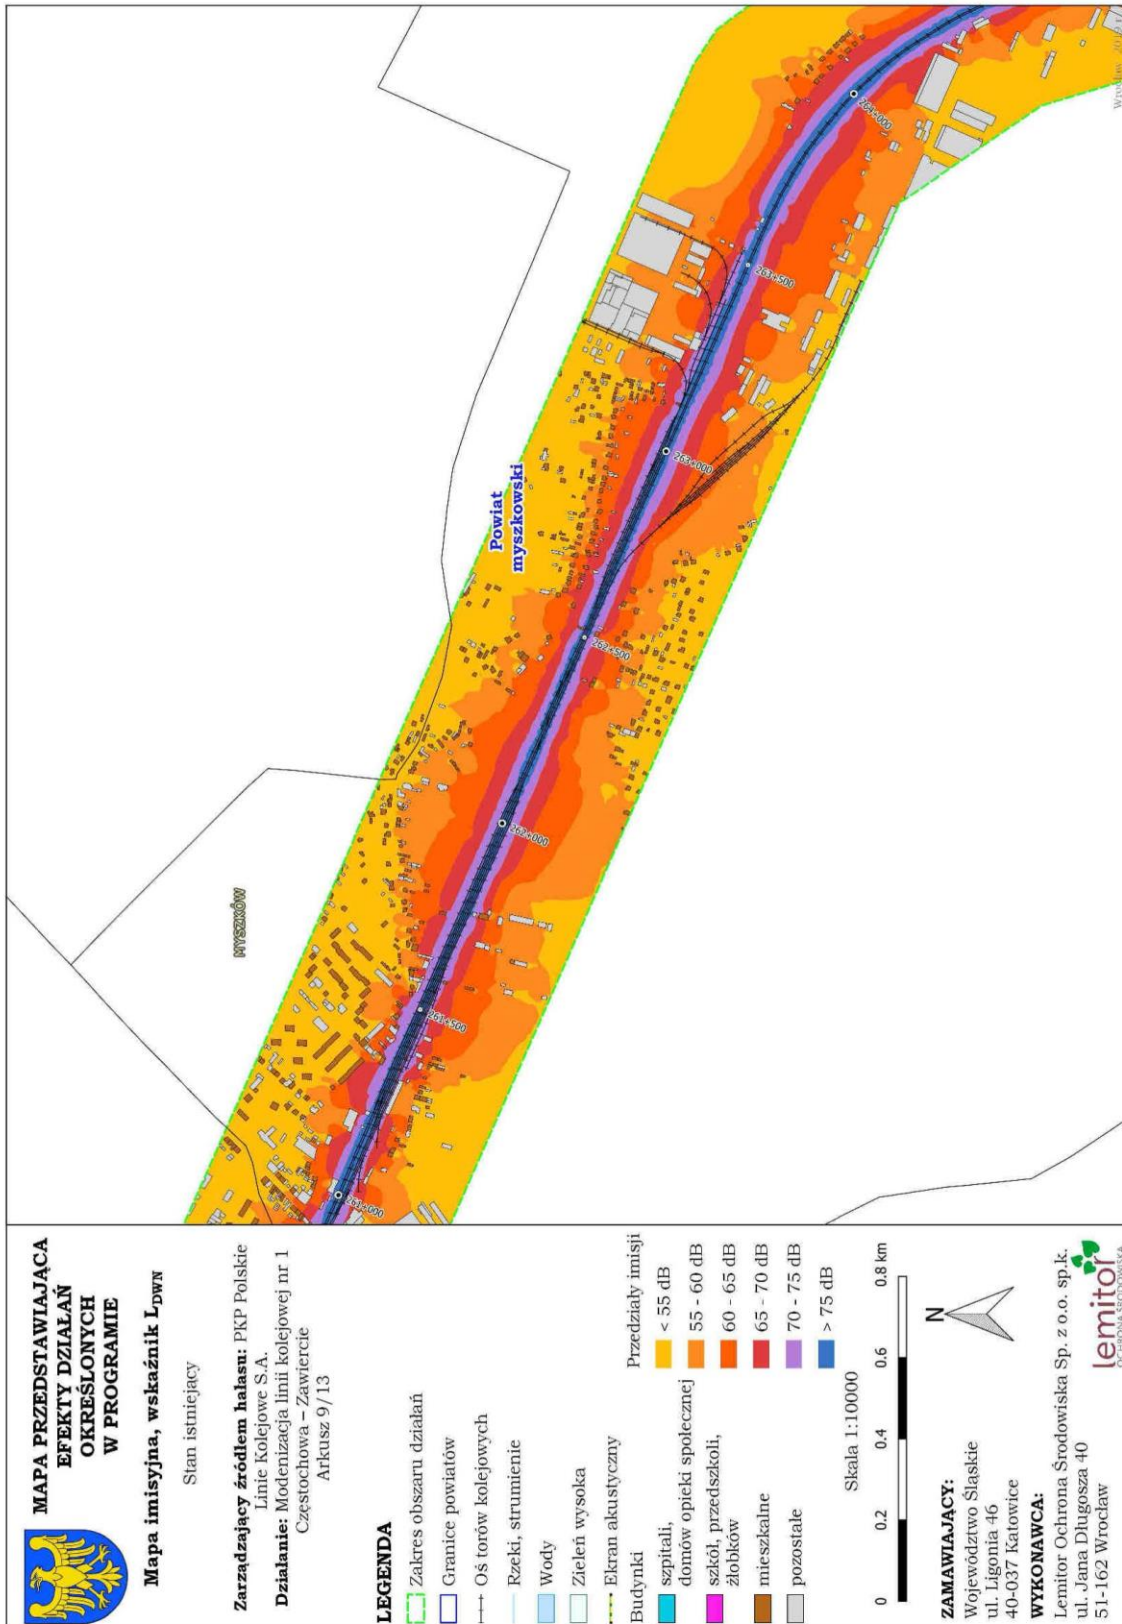 MAPA PRZEDSTAWIAJĄCA
EFEKTY DZIAŁAŃ
OKREŚLONYCH
W PROGRAMIE
Mapa imisyjna, wskaźnik LDWN
Stan istniejący
Zarządzający źródłem hałasu: PKP Polskie
Linie Kolejowe S.A.
Działanie: Modenizacja linii kolejowej nr 1
Częstochowa – Zawiercie
Arkusz 9/13
LEGENDA
Zakres obszaru działań
Granice powiatów
Oś torów kolejowych
Rzeki, strumienie
Wody
Zieleń wysoka
Ekran akustyczny
Budynki
szpitali,
domów opieki społecznej
szkół, przedszkoli,
żłobków
mieszkalne
pozostałe
Przedziały imisji
< 55 dB
55 - 60 dB
60 - 65 dB
65 - 70 dB
70 - 75 dB
> 75 dB
Skala 1:10000
0 0.2 0.4 0.6 0.8 km
N
ZAMAWIAJĄCY:
Województwo Śląskie
ul. Ligonia 46
40-037 Katowice
WYKONAWCA:
Lemitor Ochrona Środowiska Sp. z o.o. sp.k.
ul. Jana Długosza 40
51-162 Wrocław
lemitor
OCHRONA ŚRODOWISKA
MYSZKÓW
Powiat
myszkowski
261+000
261+500
262+000
262+500
263+000
263+500
264+000
Wrocław, 2019 r.